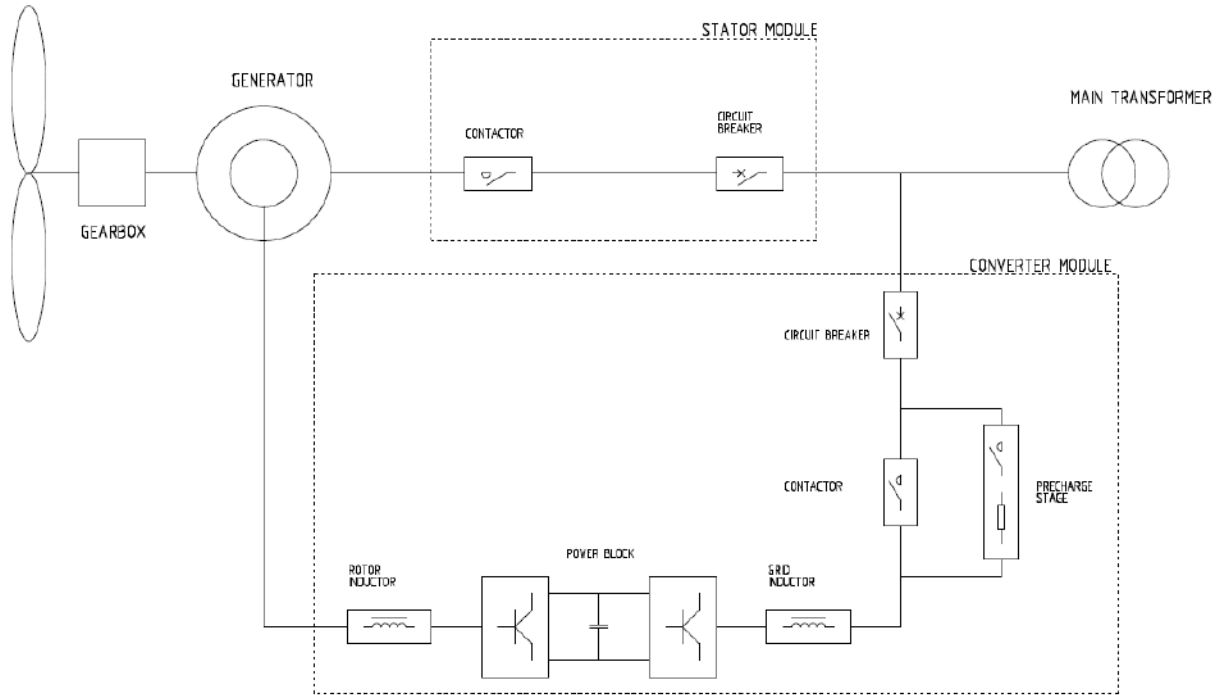 STATOR MODULE
GENERATOR
MAIN TRANSFORMER
CONTACTOR
CIRCUIT
BREAKER
GEARBOX
CONVERTER MODULE
CIRCUIT BREAKER
CONTACTOR
PRECHARGE
STAGE
POWER BLOCK
ROTOR
INDUCTOR
GRID
INDUCTOR